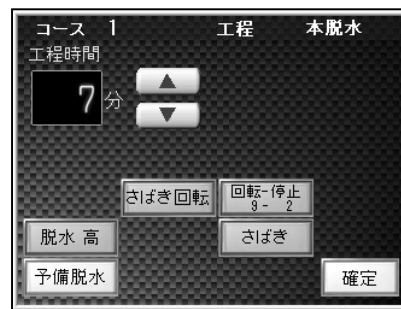 コース 1 工程 本脱水
工程時間
7 分
▲
▼
さばき回転 回転-停止
9- 2
脱水 高 さばき
予備脱水 確定